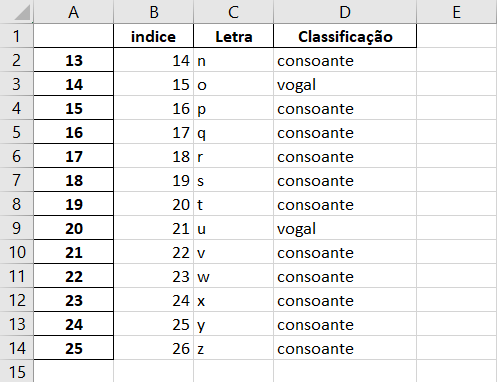 A B C D E
1 indice Letra Classificação
2 13 14 n consoante
3 14 15 o vogal
4 15 16 p consoante
5 16 17 q consoante
6 17 18 r consoante
7 18 19 s consoante
8 19 20 t consoante
9 20 21 u vogal
10 21 22 v consoante
11 22 23 w consoante
12 23 24 x consoante
13 24 25 y consoante
14 25 26 z consoante
15